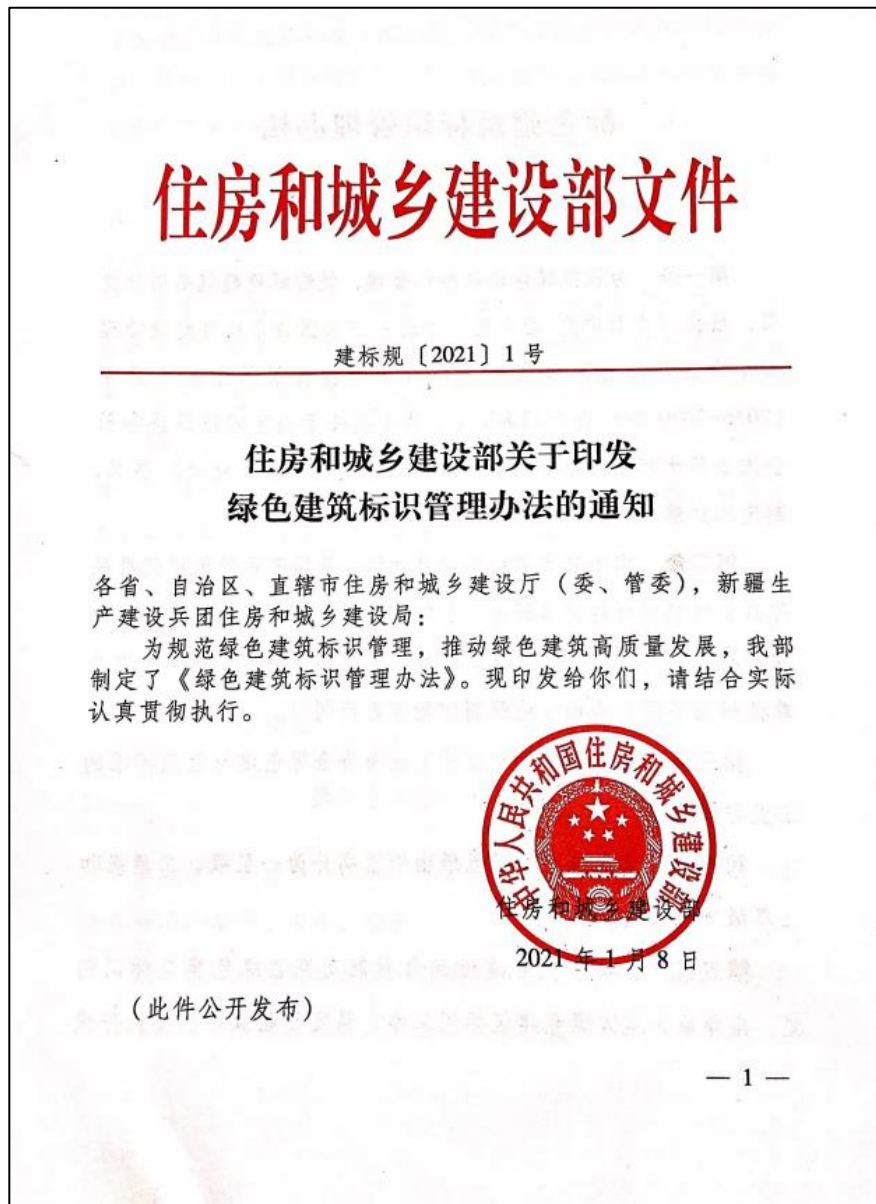 住房和城乡建设部文件
建标规〔2021〕1号
住房和城乡建设部关于印发
绿色建筑标识管理办法的通知
各省、自治区、直辖市住房和城乡建设厅（委、管委），新疆生
产建设兵团住房和城乡建设局：
为规范绿色建筑标识管理，推动绿色建筑高质量发展，我部
制定了《绿色建筑标识管理办法》。现印发给你们，请结合实际
认真贯彻执行。
中华人民共和国住房和城乡建设部
住房和城乡建设部
2021年1月8日
（此件公开发布）
— 1 —